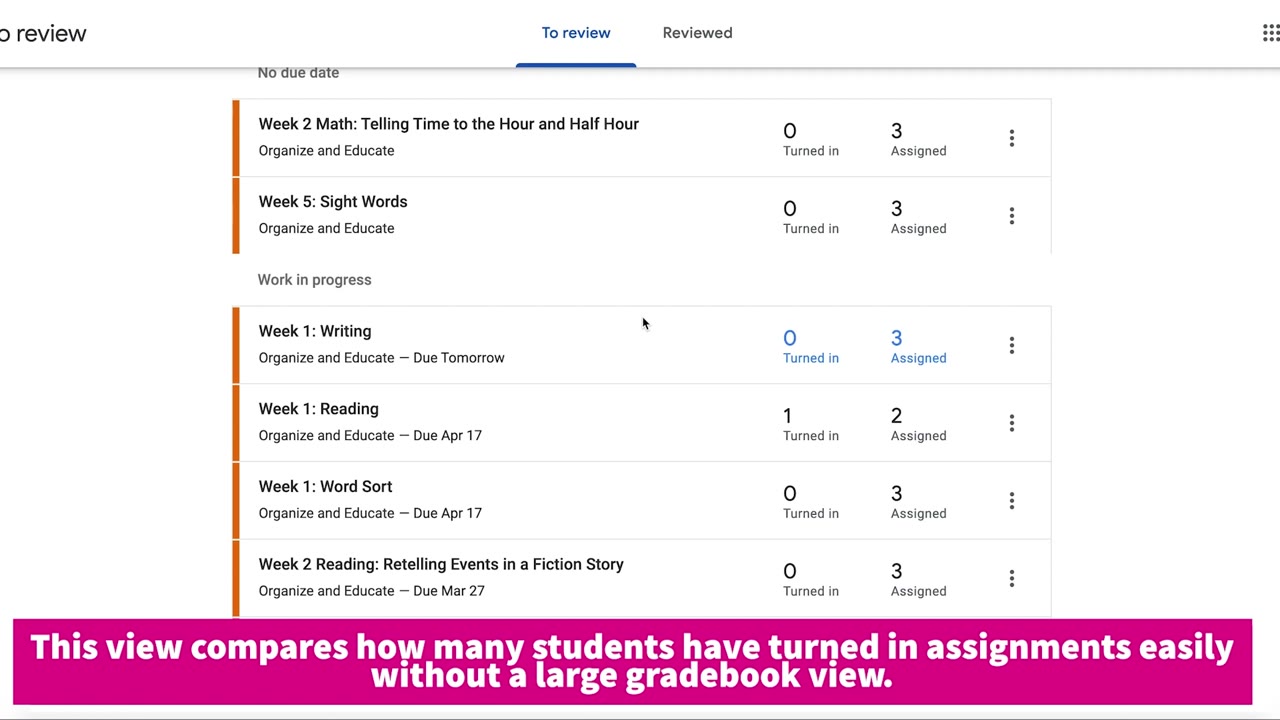 o review
To review
Reviewed
No due date
Week 2 Math: Telling Time to the Hour and Half Hour
Organize and Educate
0
Turned in
3
Assigned
Week 5: Sight Words
Organize and Educate
0
Turned in
3
Assigned
Work in progress
Week 1: Writing
Organize and Educate — Due Tomorrow
0
Turned in
3
Assigned
Week 1: Reading
Organize and Educate — Due Apr 17
1
Turned in
2
Assigned
Week 1: Word Sort
Organize and Educate — Due Apr 17
0
Turned in
3
Assigned
Week 2 Reading: Retelling Events in a Fiction Story
Organize and Educate — Due Mar 27
0
Turned in
3
Assigned
This view compares how many students have turned in assignments easily
without a large gradebook view.